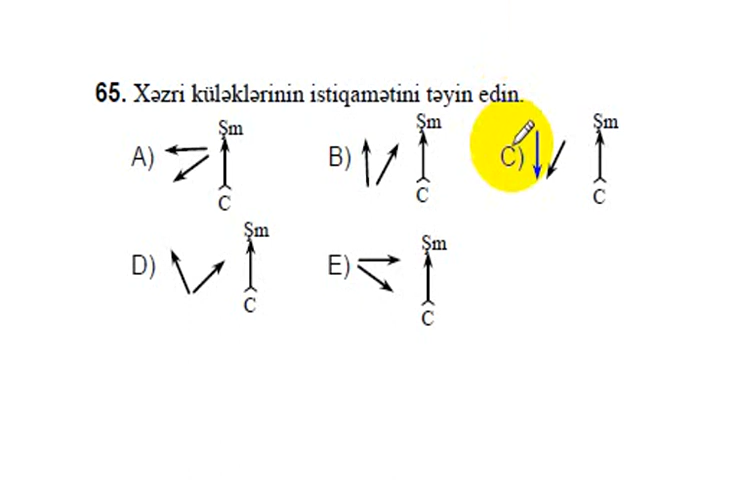 65. Xəzri küləklərinin istiqamətini təyin edin.
A) Şm C B) Şm C C) Şm C
D) Şm C E) Şm C